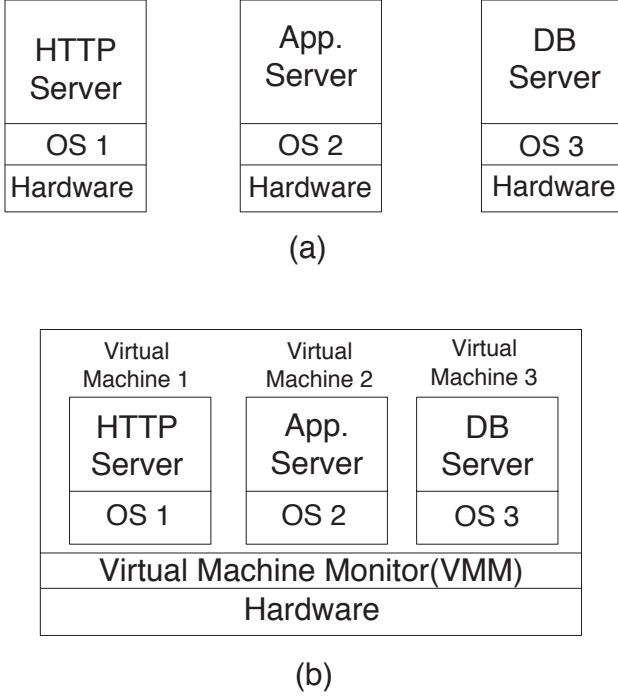 HTTP
Server
OS 1
Hardware
App.
Server
OS 2
Hardware
DB
Server
OS 3
Hardware
(a)
Virtual
Machine 1
HTTP
Server
OS 1
Virtual
Machine 2
App.
Server
OS 2
Virtual
Machine 3
DB
Server
OS 3
Virtual Machine Monitor(VMM)
Hardware
(b)